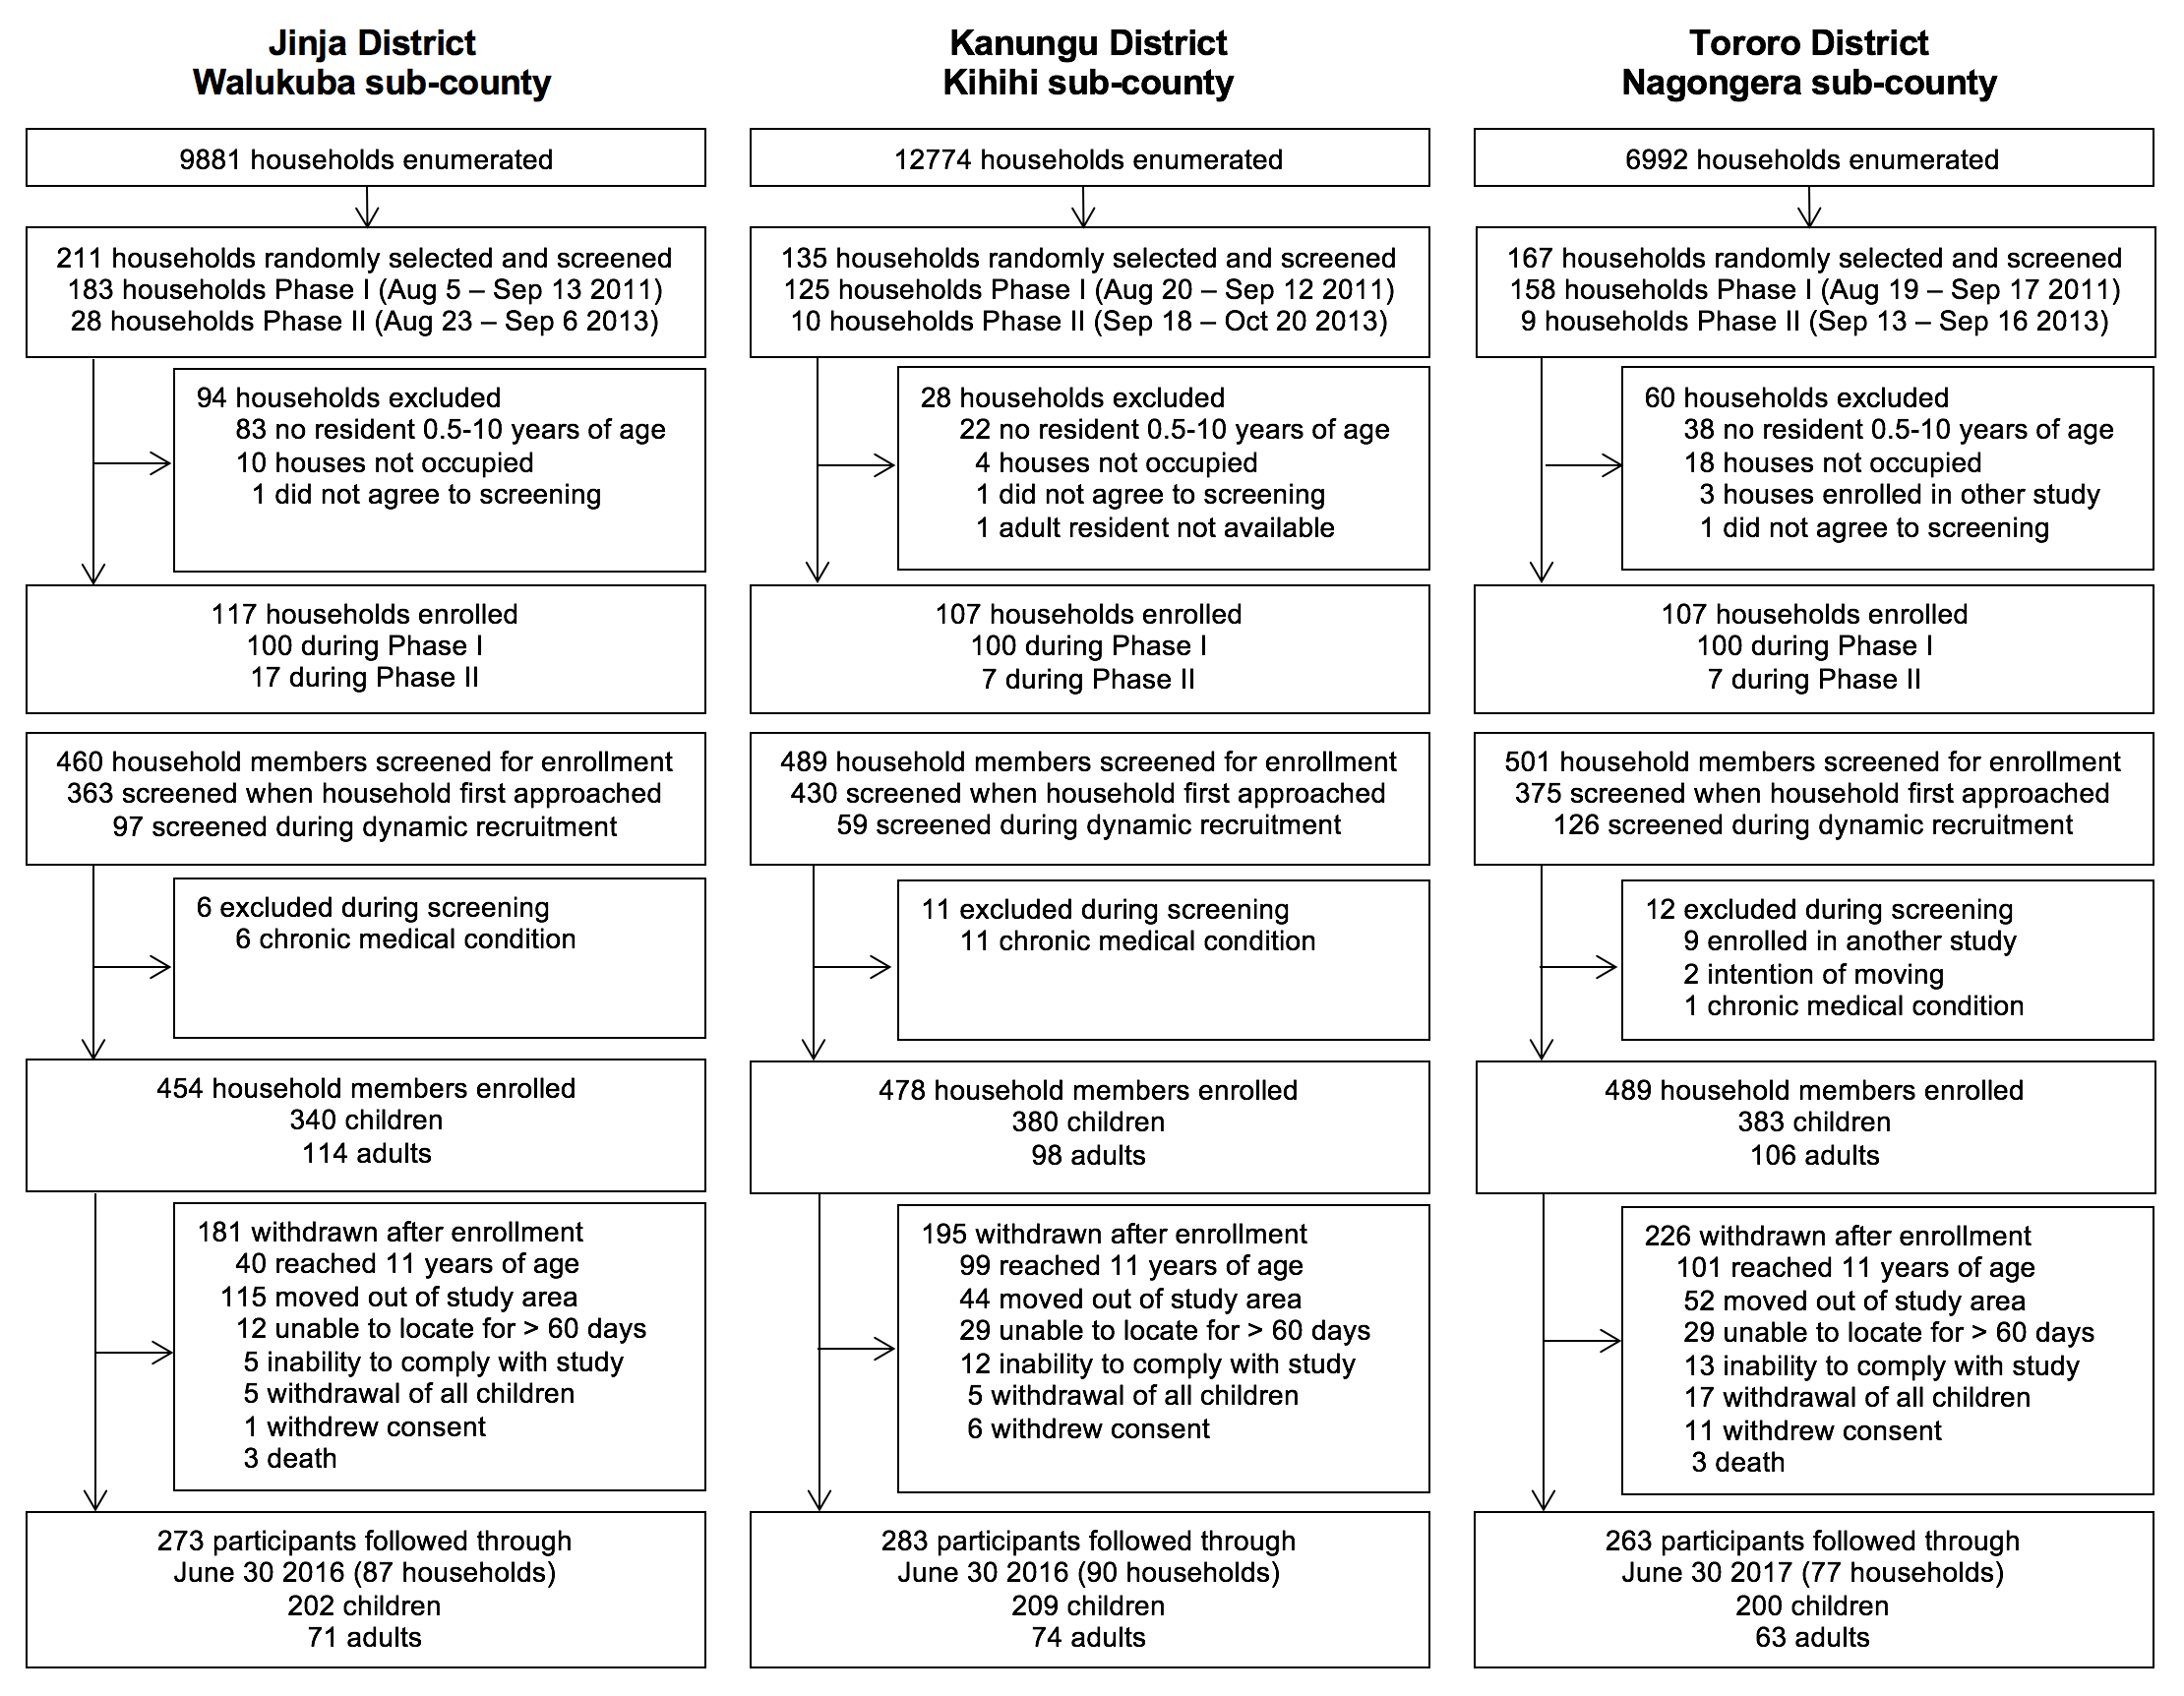 Jinja District
Walukuba sub-county
9881 households enumerated
211 households randomly selected and screened
183 households Phase I (Aug 5 – Sep 13 2011)
28 households Phase II (Aug 23 – Sep 6 2013)
94 households excluded
83 no resident 0.5-10 years of age
10 houses not occupied
1 did not agree to screening
117 households enrolled
100 during Phase I
17 during Phase II
460 household members screened for enrollment
363 screened when household first approached
97 screened during dynamic recruitment
6 excluded during screening
6 chronic medical condition
454 household members enrolled
340 children
114 adults
181 withdrawn after enrollment
40 reached 11 years of age
115 moved out of study area
12 unable to locate for > 60 days
5 inability to comply with study
5 withdrawal of all children
1 withdrew consent
3 death
273 participants followed through
June 30 2016 (87 households)
202 children
71 adults
Kanungu District
Kihihi sub-county
12774 households enumerated
135 households randomly selected and screened
125 households Phase I (Aug 20 – Sep 12 2011)
10 households Phase II (Sep 18 – Oct 20 2013)
28 households excluded
22 no resident 0.5-10 years of age
4 houses not occupied
1 did not agree to screening
1 adult resident not available
107 households enrolled
100 during Phase I
7 during Phase II
489 household members screened for enrollment
430 screened when household first approached
59 screened during dynamic recruitment
11 excluded during screening
11 chronic medical condition
478 household members enrolled
380 children
98 adults
195 withdrawn after enrollment
99 reached 11 years of age
44 moved out of study area
29 unable to locate for > 60 days
12 inability to comply with study
5 withdrawal of all children
6 withdrew consent
283 participants followed through
June 30 2016 (90 households)
209 children
74 adults
Tororo District
Nagongera sub-county
6992 households enumerated
167 households randomly selected and screened
158 households Phase I (Aug 19 – Sep 17 2011)
9 households Phase II (Sep 13 – Sep 16 2013)
60 households excluded
38 no resident 0.5-10 years of age
18 houses not occupied
3 houses enrolled in other study
1 did not agree to screening
107 households enrolled
100 during Phase I
7 during Phase II
501 household members screened for enrollment
375 screened when household first approached
126 screened during dynamic recruitment
12 excluded during screening
9 enrolled in another study
2 intention of moving
1 chronic medical condition
489 household members enrolled
383 children
106 adults
226 withdrawn after enrollment
101 reached 11 years of age
52 moved out of study area
29 unable to locate for > 60 days
13 inability to comply with study
17 withdrawal of all children
11 withdrew consent
3 death
263 participants followed through
June 30 2017 (77 households)
200 children
63 adults